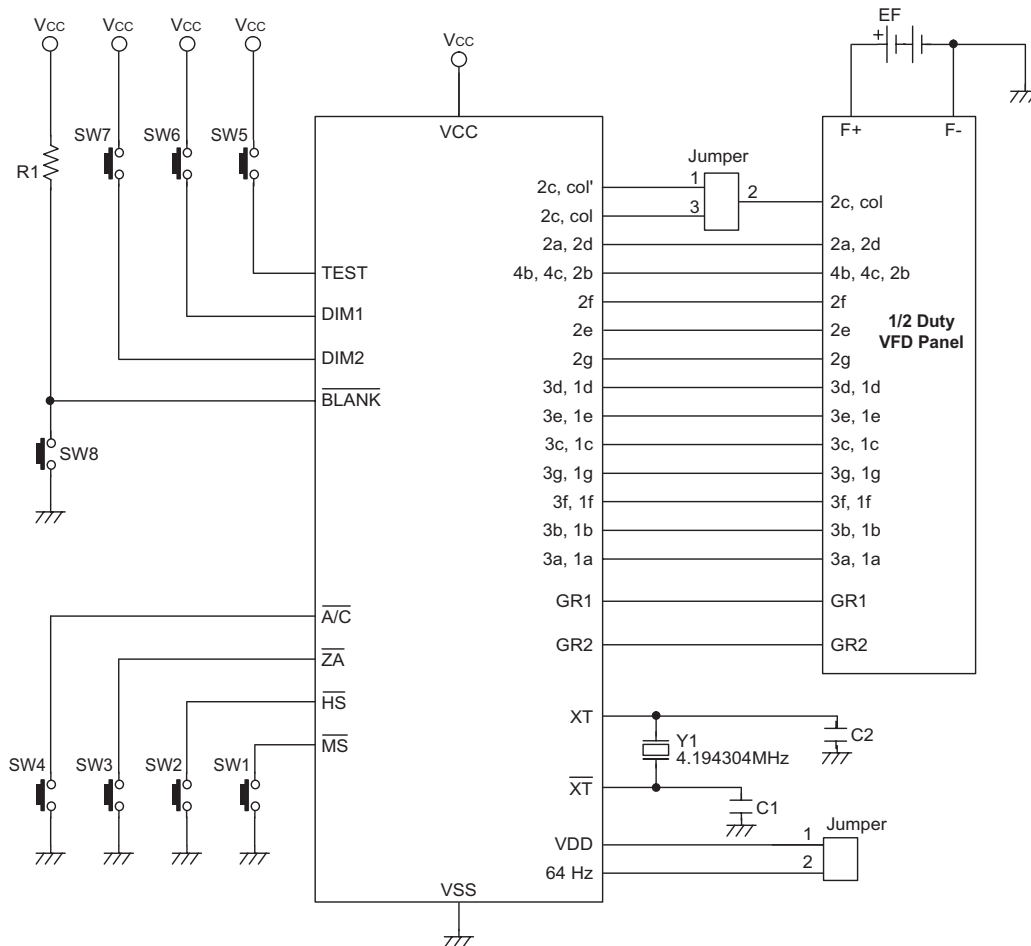 VCC VCC VCC VCC
VCC
EF
+
F+ F-
VCC
SW7 SW6 SW5
R1
Jumper
1
2
3
2c, col'
2c, col
2c, col
2a, 2d 2a, 2d
TEST
4b, 4c, 2b 4b, 4c, 2b
DIM1
2f 2f
1/2 Duty
VFD Panel
2e 2e
DIM2
2g 2g
3d, 1d 3d, 1d
BLANK
3e, 1e 3e, 1e
SW8
3c, 1c 3c, 1c
3g, 1g 3g, 1g
3f, 1f 3f, 1f
3b, 1b 3b, 1b
3a, 1a 3a, 1a
GR1 GR1
A/C
GR2 GR2
ZA
HS
XT
MS
Y1
4.194304MHz
C2
SW4 SW3 SW2 SW1
XT
C1
Jumper
VDD 1
64 Hz 2
VSS